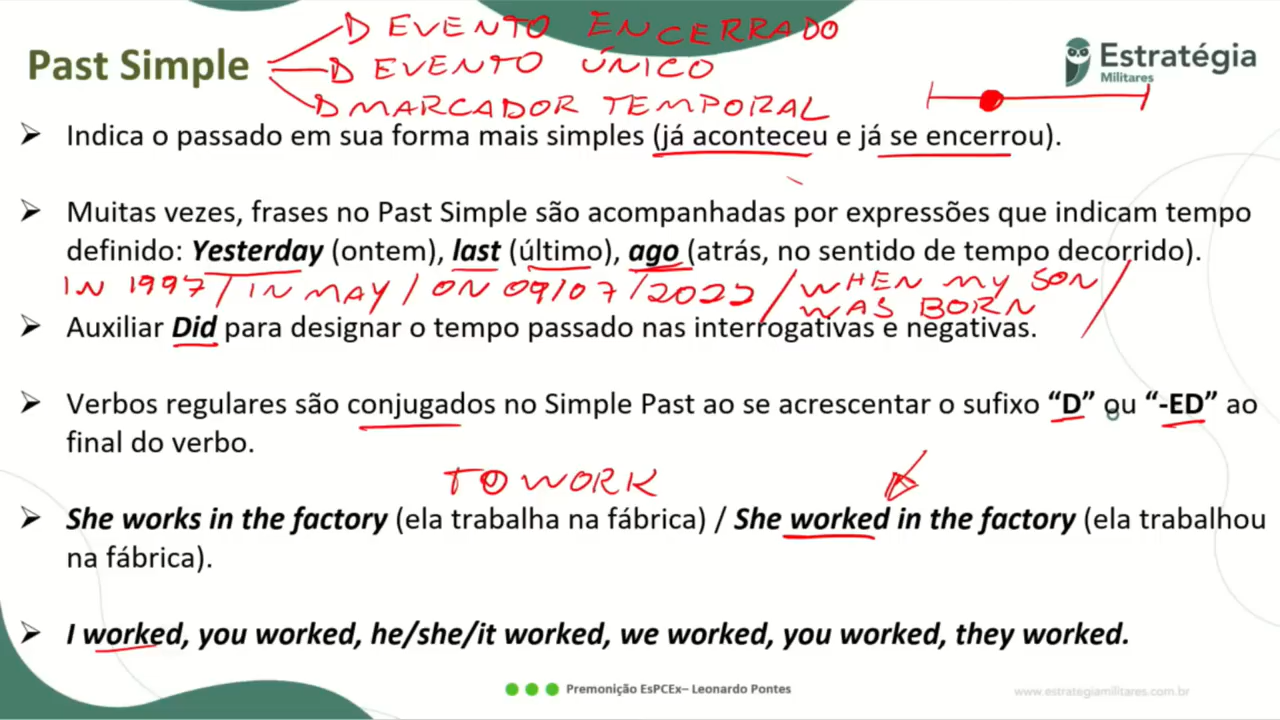 EVENTO ENCERRADO
Past Simple
EVENTO ÚNICO
MARCADOR TEMPORAL
Estratégia
Militares
➤ Indica o passado em sua forma mais simples (já aconteceu e já se encerrou).
➤ Muitas vezes, frases no Past Simple são acompanhadas por expressões que indicam tempo
definido: Yesterday (ontem), last (último), ago (atrás, no sentido de tempo decorrido).
IN 1997 / IN MAY / ON 09/07/2022 / WHEN MY SON
WAS BORN /
➤ Auxiliar Did para designar o tempo passado nas interrogativas e negativas.
➤ Verbos regulares são conjugados no Simple Past ao se acrescentar o sufixo “D” ou “-ED” ao
final do verbo.
TO WORK
➤ She works in the factory (ela trabalha na fábrica) / She worked in the factory (ela trabalhou
na fábrica).
➤ I worked, you worked, he/she/it worked, we worked, you worked, they worked.
Premonição EsPCEx– Leonardo Pontes
www.estrategiamilitares.com.br